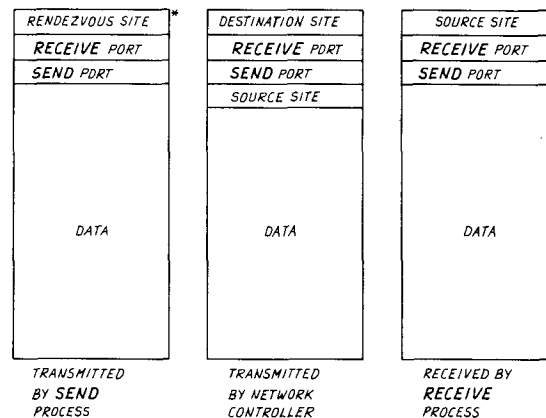 RENDEZVOUS SITE *
RECEIVE PORT
SEND PORT
DATA
TRANSMITTED
BY SEND
PROCESS
DESTINATION SITE
RECEIVE PORT
SEND PORT
SOURCE SITE
DATA
TRANSMITTED
BY NETWORK
CONTROLLER
SOURCE SITE
RECEIVE PORT
SEND PORT
DATA
RECEIVED BY
RECEIVE
PROCESS